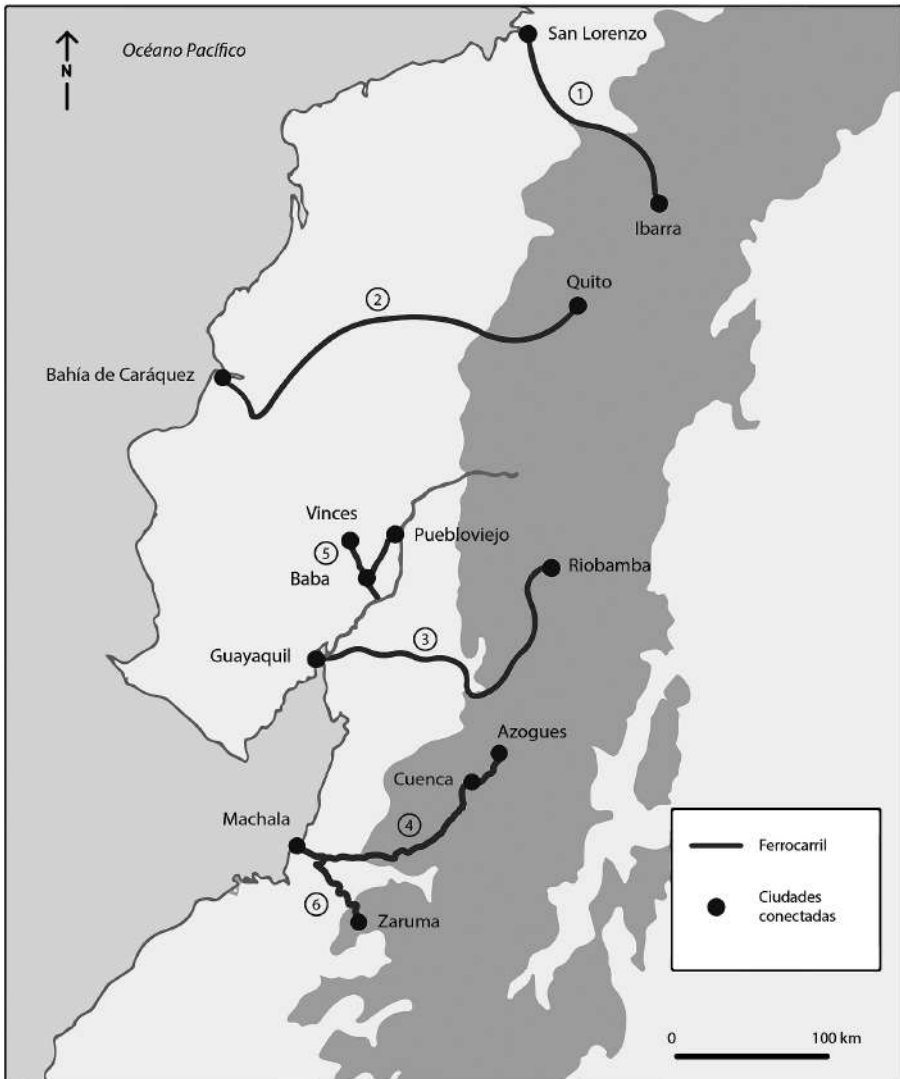 San Lorenzo
Océano Pacífico
N
1
Ibarra
Quito
2
Bahía de Caráquez
Vinces
Puebloviejo
5
Baba
Riobamba
3
Guayaquil
Azogues
Cuenca
Machala
4
Ferrocarril
6
Ciudades
conectadas
Zaruma
0
100 km